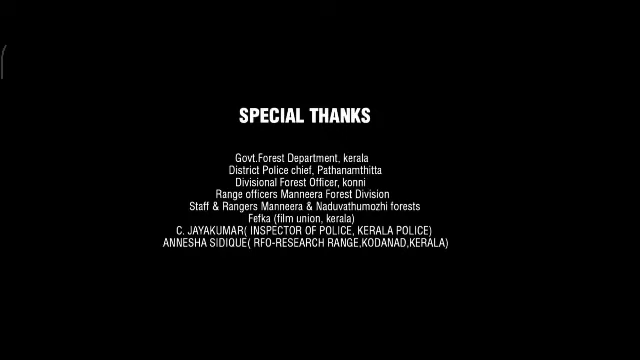 SPECIAL THANKS
Govt.Forest Department, kerala
District Police chief, Pathanamthitta
Divisional Forest Officer, konni
Range officers Manneera Forest Division
Staff & Rangers Manneera & Naduvathumozhi forests
Fefka (film union, kerala)
C. JAYAKUMAR( INSPECTOR OF POLICE, KERALA POLICE)
ANNESHA SIDIQUE( RFO-RESEARCH RANGE,KODANAD,KERALA)